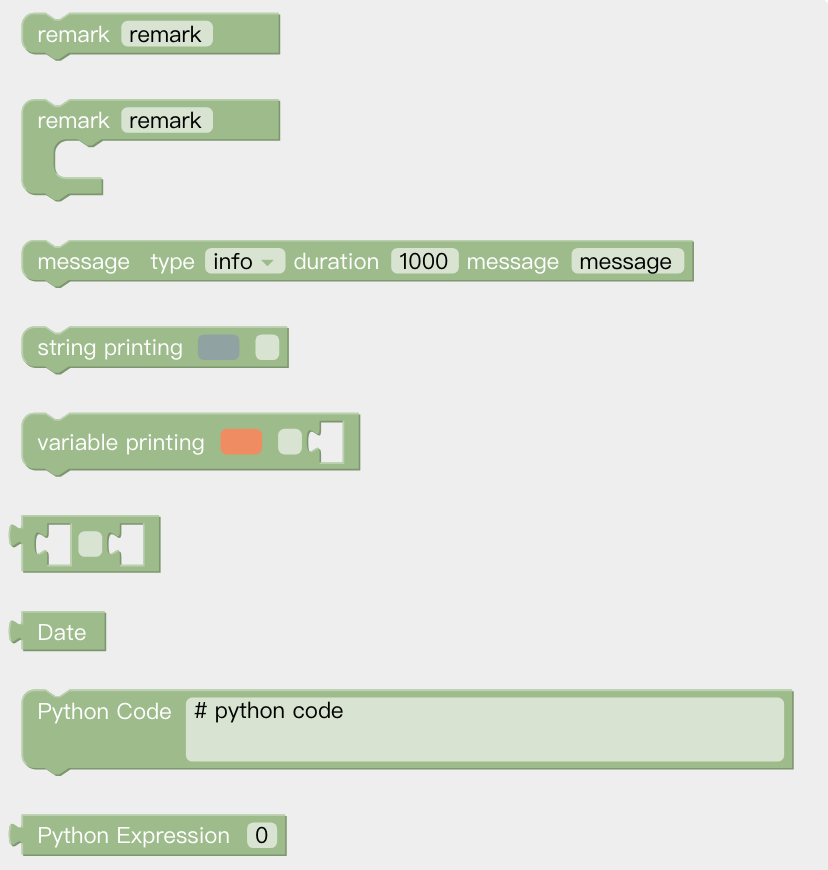 remark remark
remark remark
message type info duration 1000 message message
string printing
variable printing
Date
Python Code # python code
Python Expression 0